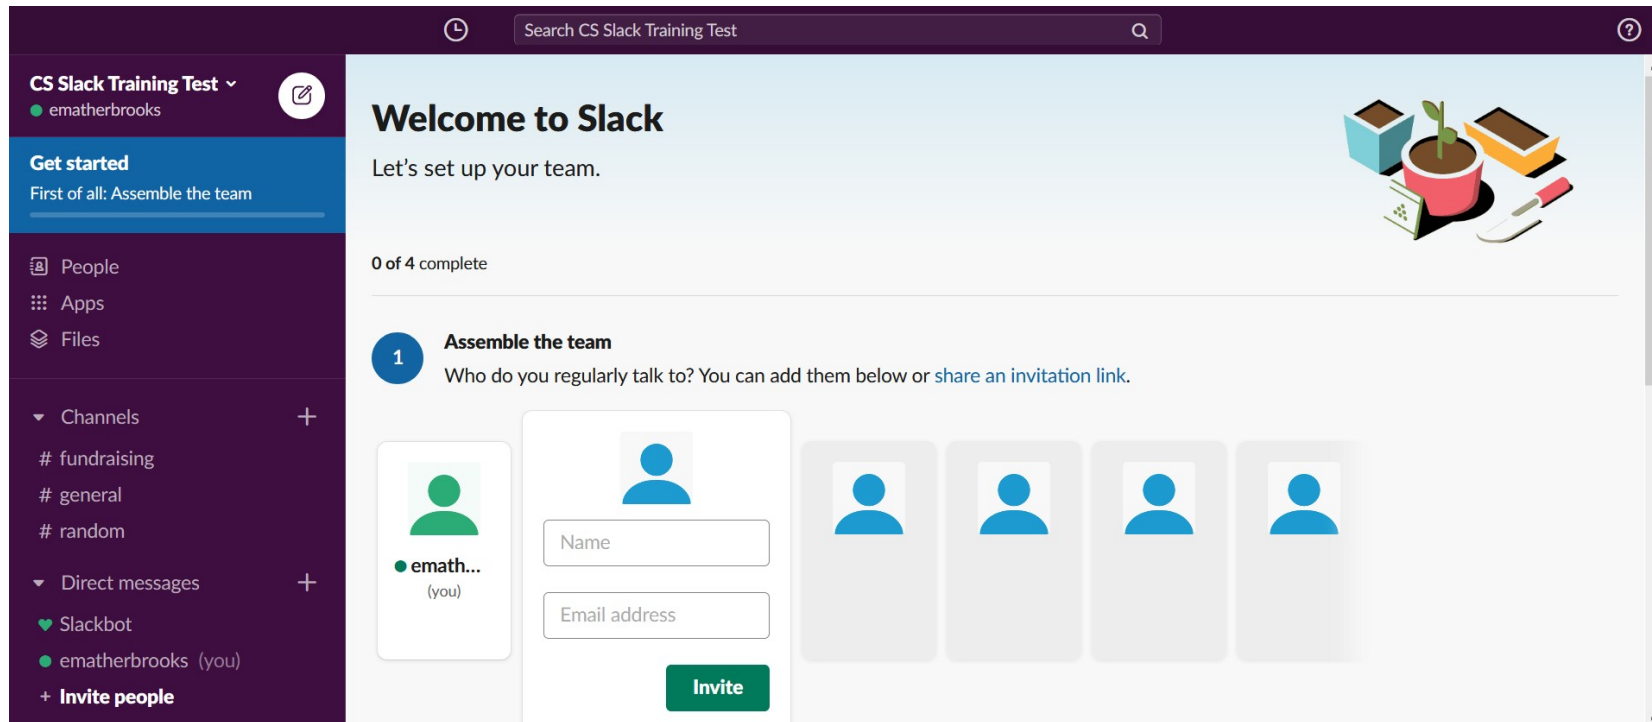 Search CS Slack Training Test
CS Slack Training Test
ematherbrooks
Get started
First of all: Assemble the team
People
Apps
Files
Channels
# fundraising
# general
# random
Direct messages
Slackbot
ematherbrooks (you)
+ Invite people
Welcome to Slack
Let's set up your team.
0 of 4 complete
1
Assemble the team
Who do you regularly talk to? You can add them below or share an invitation link.
emath...
(you)
Name
Email address
Invite